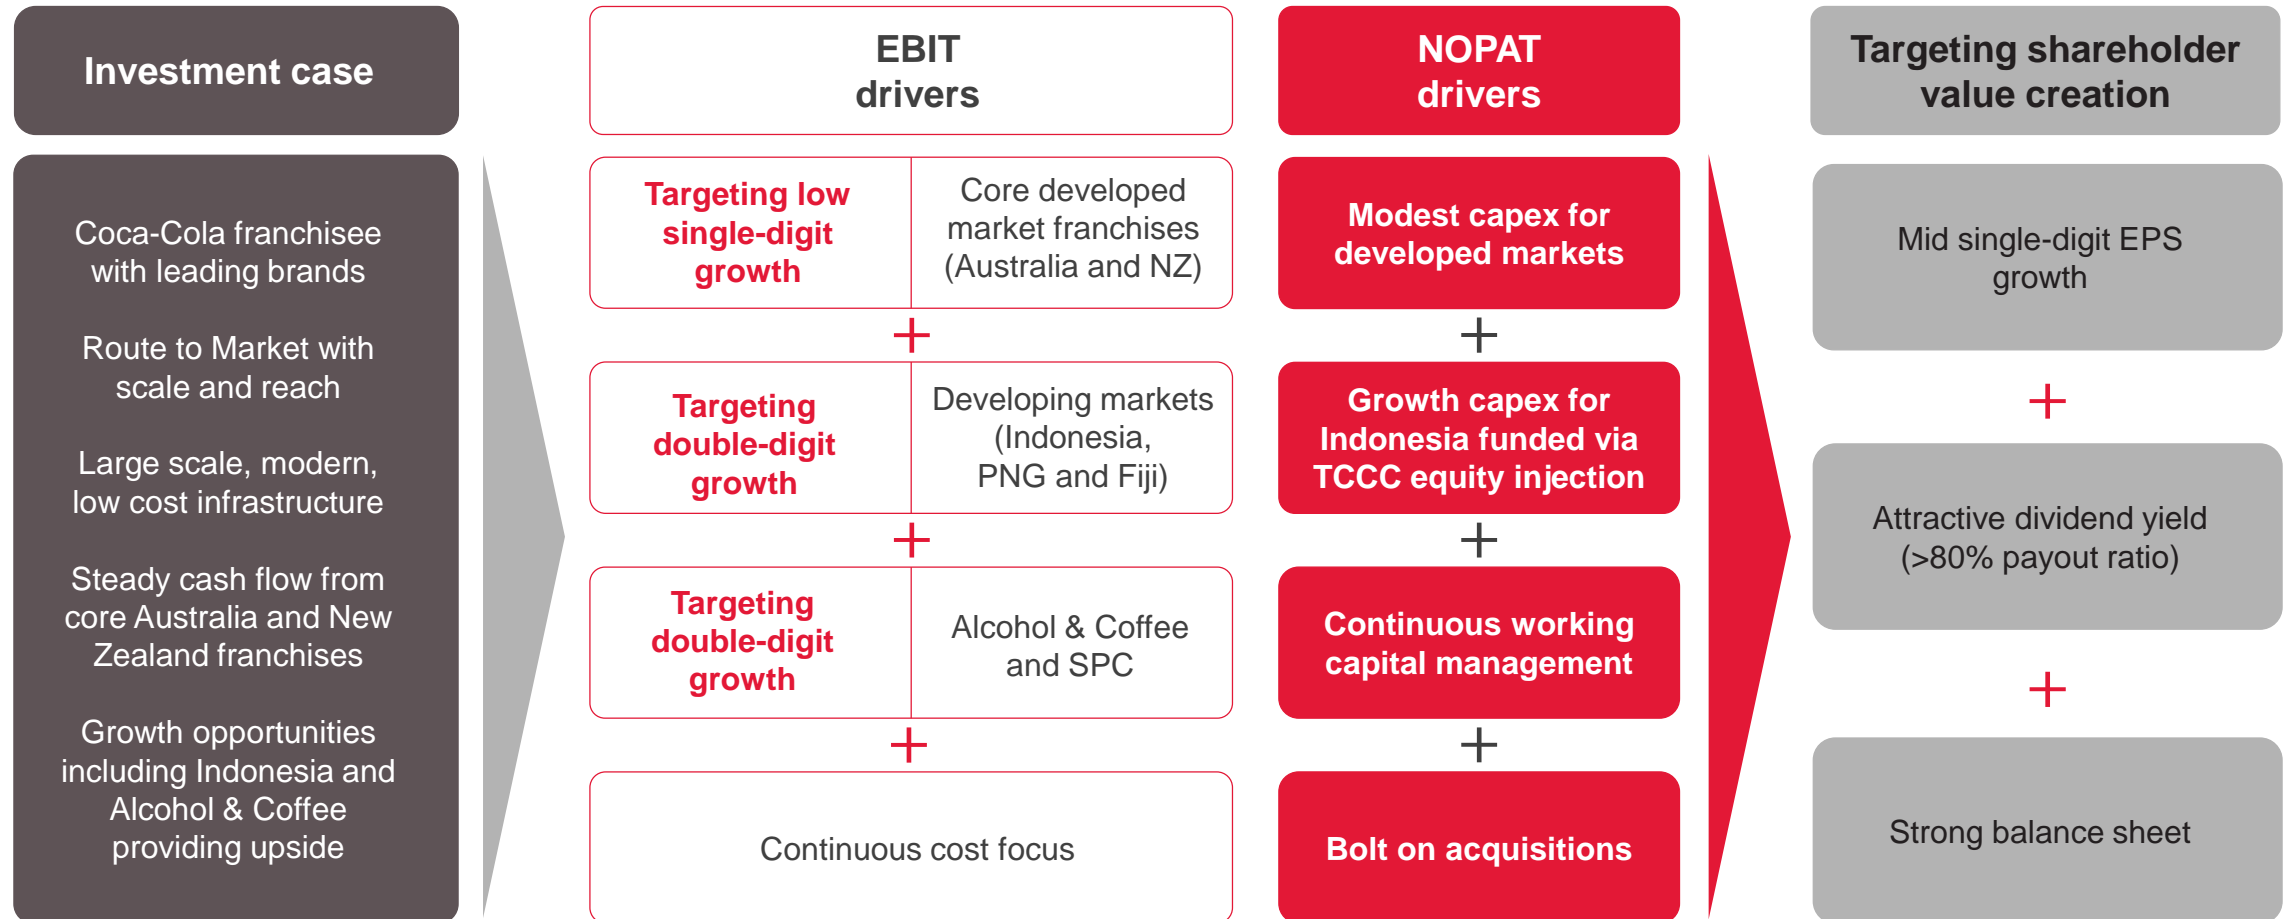 Investment case
Coca-Cola franchisee
with leading brands
Route to Market with
scale and reach
Large scale, modern,
low cost infrastructure
Steady cash flow from
core Australia and New
Zealand franchises
Growth opportunities
including Indonesia and
Alcohol & Coffee
providing upside
EBIT
drivers
Targeting low
single-digit
growth
Core developed
market franchises
(Australia and NZ)
+
Targeting
double-digit
growth
Developing markets
(Indonesia,
PNG and Fiji)
+
Targeting
double-digit
growth
Alcohol & Coffee
and SPC
+
Continuous cost focus
NOPAT
drivers
Modest capex for
developed markets
+
Growth capex for
Indonesia funded via
TCCC equity injection
+
Continuous working
capital management
+
Bolt on acquisitions
Targeting shareholder
value creation
Mid single-digit EPS
growth
+
Attractive dividend yield
(>80% payout ratio)
+
Strong balance sheet